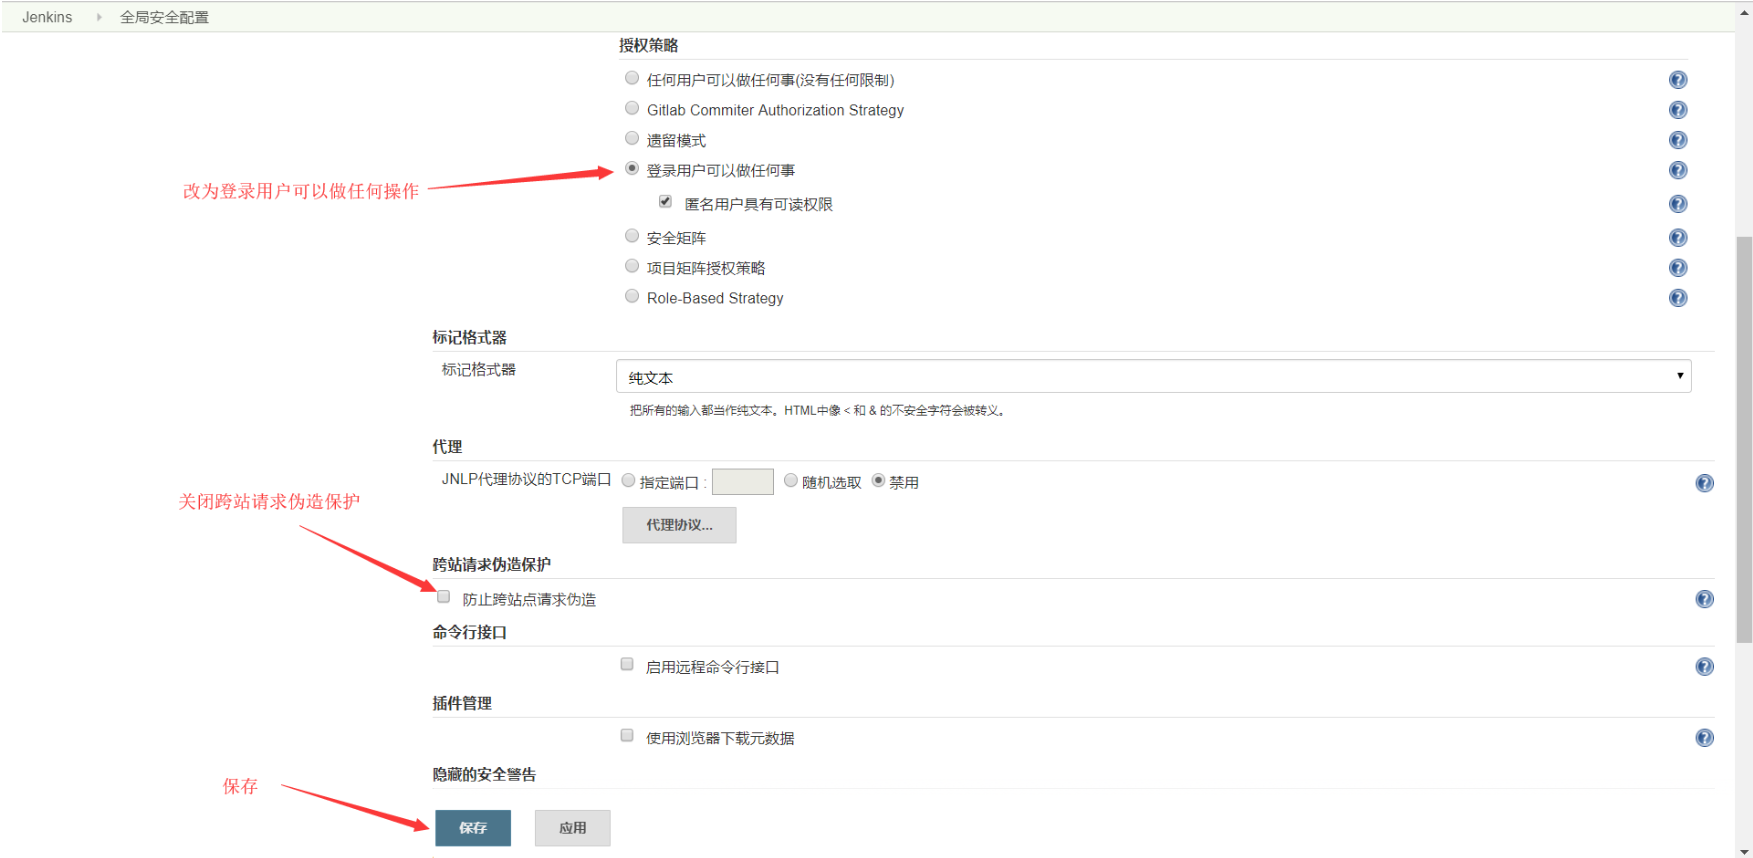 Jenkins 全局安全配置
授权策略
任何用户可以做任何事(没有任何限制)
Gitlab Commiter Authorization Strategy
遗留模式
登录用户可以做任何事
改为登录用户可以做任何操作
匿名用户具有可读权限
安全矩阵
项目矩阵授权策略
Role-Based Strategy
标记格式器
标记格式器
纯文本
把所有的输入都当作纯文本。HTML中像 < 和 & 的不安全字符会被转义。
代理
JNLP代理协议的TCP端口 指定端口 : 随机选取 禁用
关闭跨站请求伪造保护
代理协议...
跨站请求伪造保护
防止跨站点请求伪造
命令行接口
启用远程命令行接口
插件管理
使用浏览器下载元数据
隐藏的安全警告
保存
保存 应用